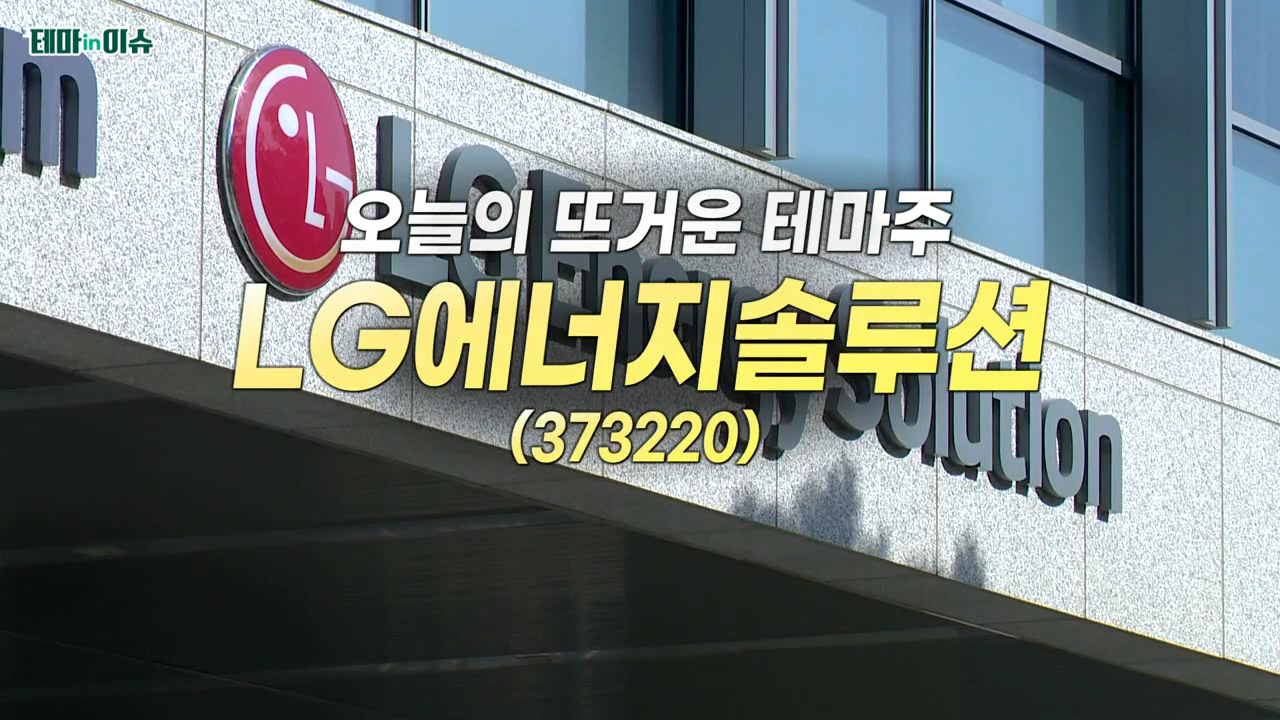 테마in이슈
m
LG Energy Solution
오늘의 뜨거운 테마주
LG에너지솔루션
(373220)